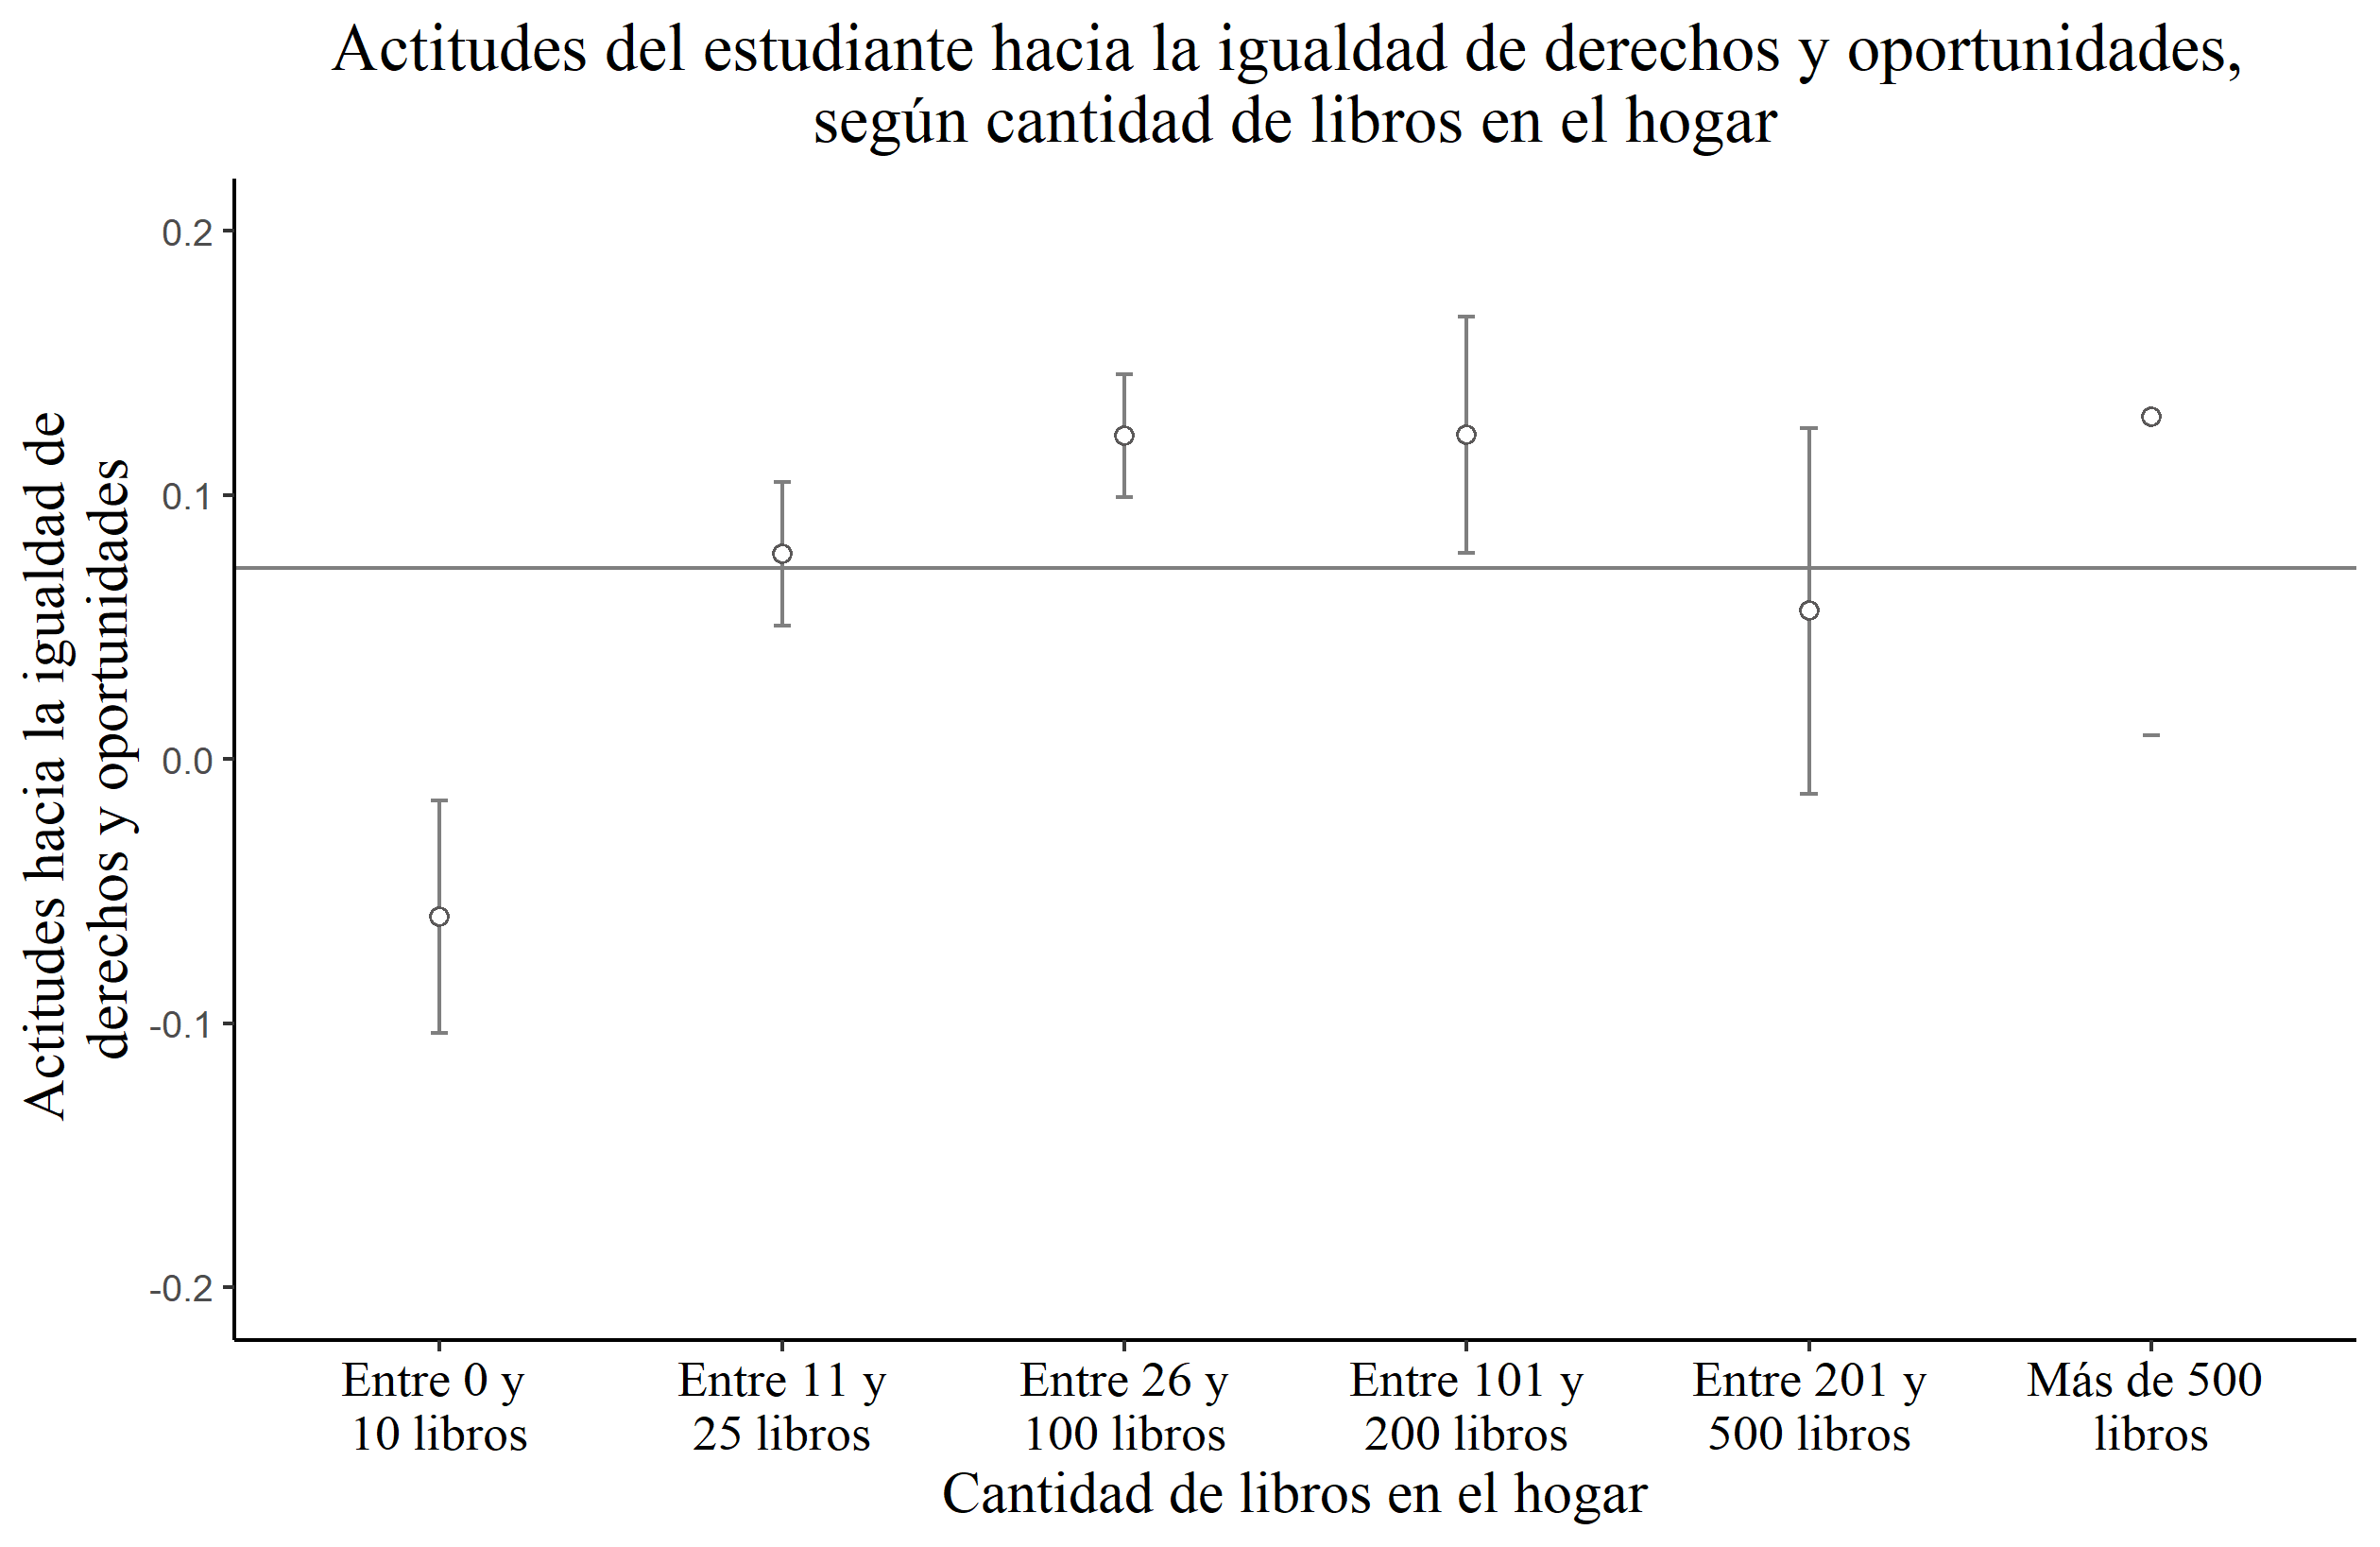 Actitudes del estudiante hacia la igualdad de derechos y oportunidades,
según cantidad de libros en el hogar
Actitudes hacia la igualdad de
derechos y oportunidades
0.2
0.1
0.0
-0.1
-0.2
Entre 0 y
10 libros
Entre 11 y
25 libros
Entre 26 y
100 libros
Entre 101 y
200 libros
Entre 201 y
500 libros
Más de 500
libros
Cantidad de libros en el hogar